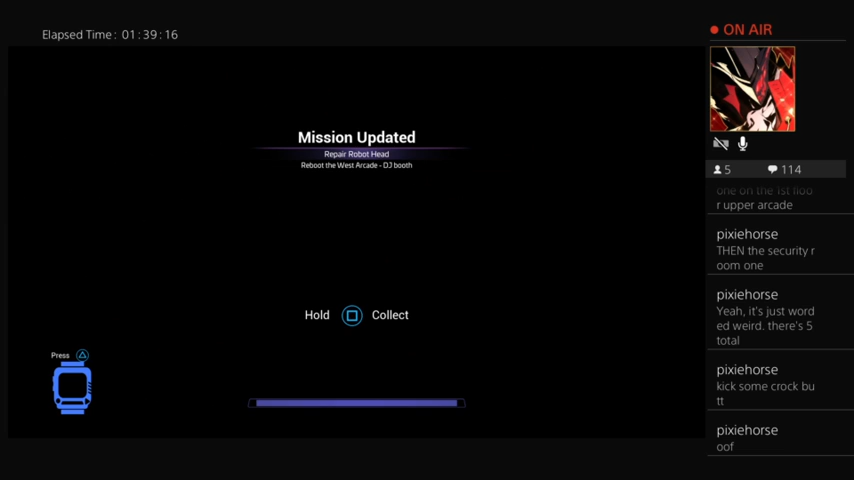 Elapsed Time: 01:39:16
ON AIR
5 114
one on the 1st floo
r upper arcade
pixiehorse
THEN the security r
oom one
pixiehorse
Yeah, it's just word
ed weird. there's 5
total
pixiehorse
kick some crock bu
tt
pixiehorse
oof
Mission Updated
Repair Robot Head
Reboot the West Arcade - DJ booth
Hold Collect
Press